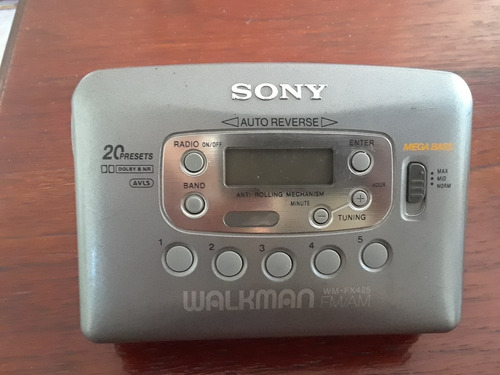 SONY
AUTO REVERSE
20 PRESETS
DOLBY B NR
AVLS
RADIO ON/OFF
ENTER
BAND
ANTI-ROLLING MECHANISM
HOUR
MINUTE
TUNING
MEGA BASS
MAX
MID
NORM
1 2 3 4 5
WALKMAN
WM-FX425
FM/AM